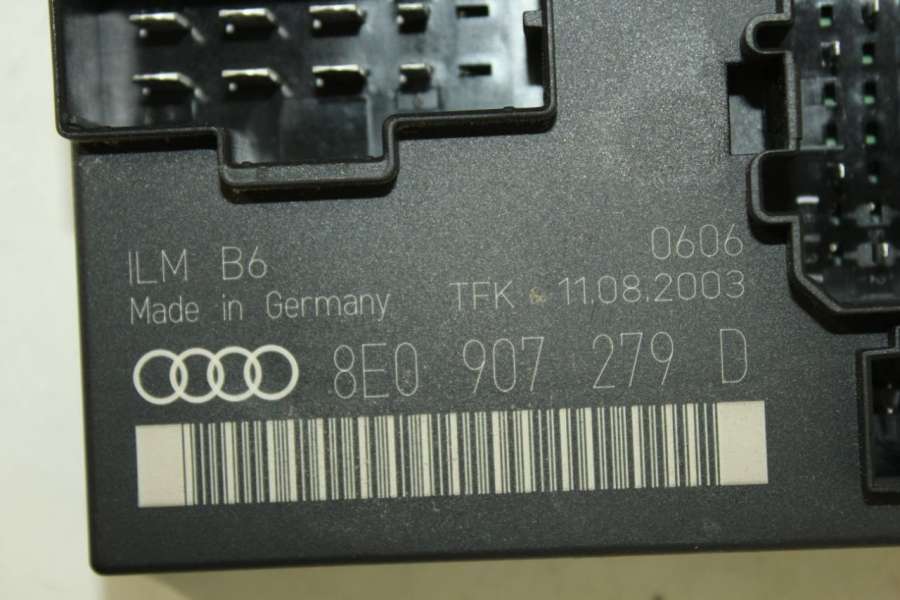 ILM B6 0606
Made in Germany TFK 11.08.2003
8E0 907 279 D